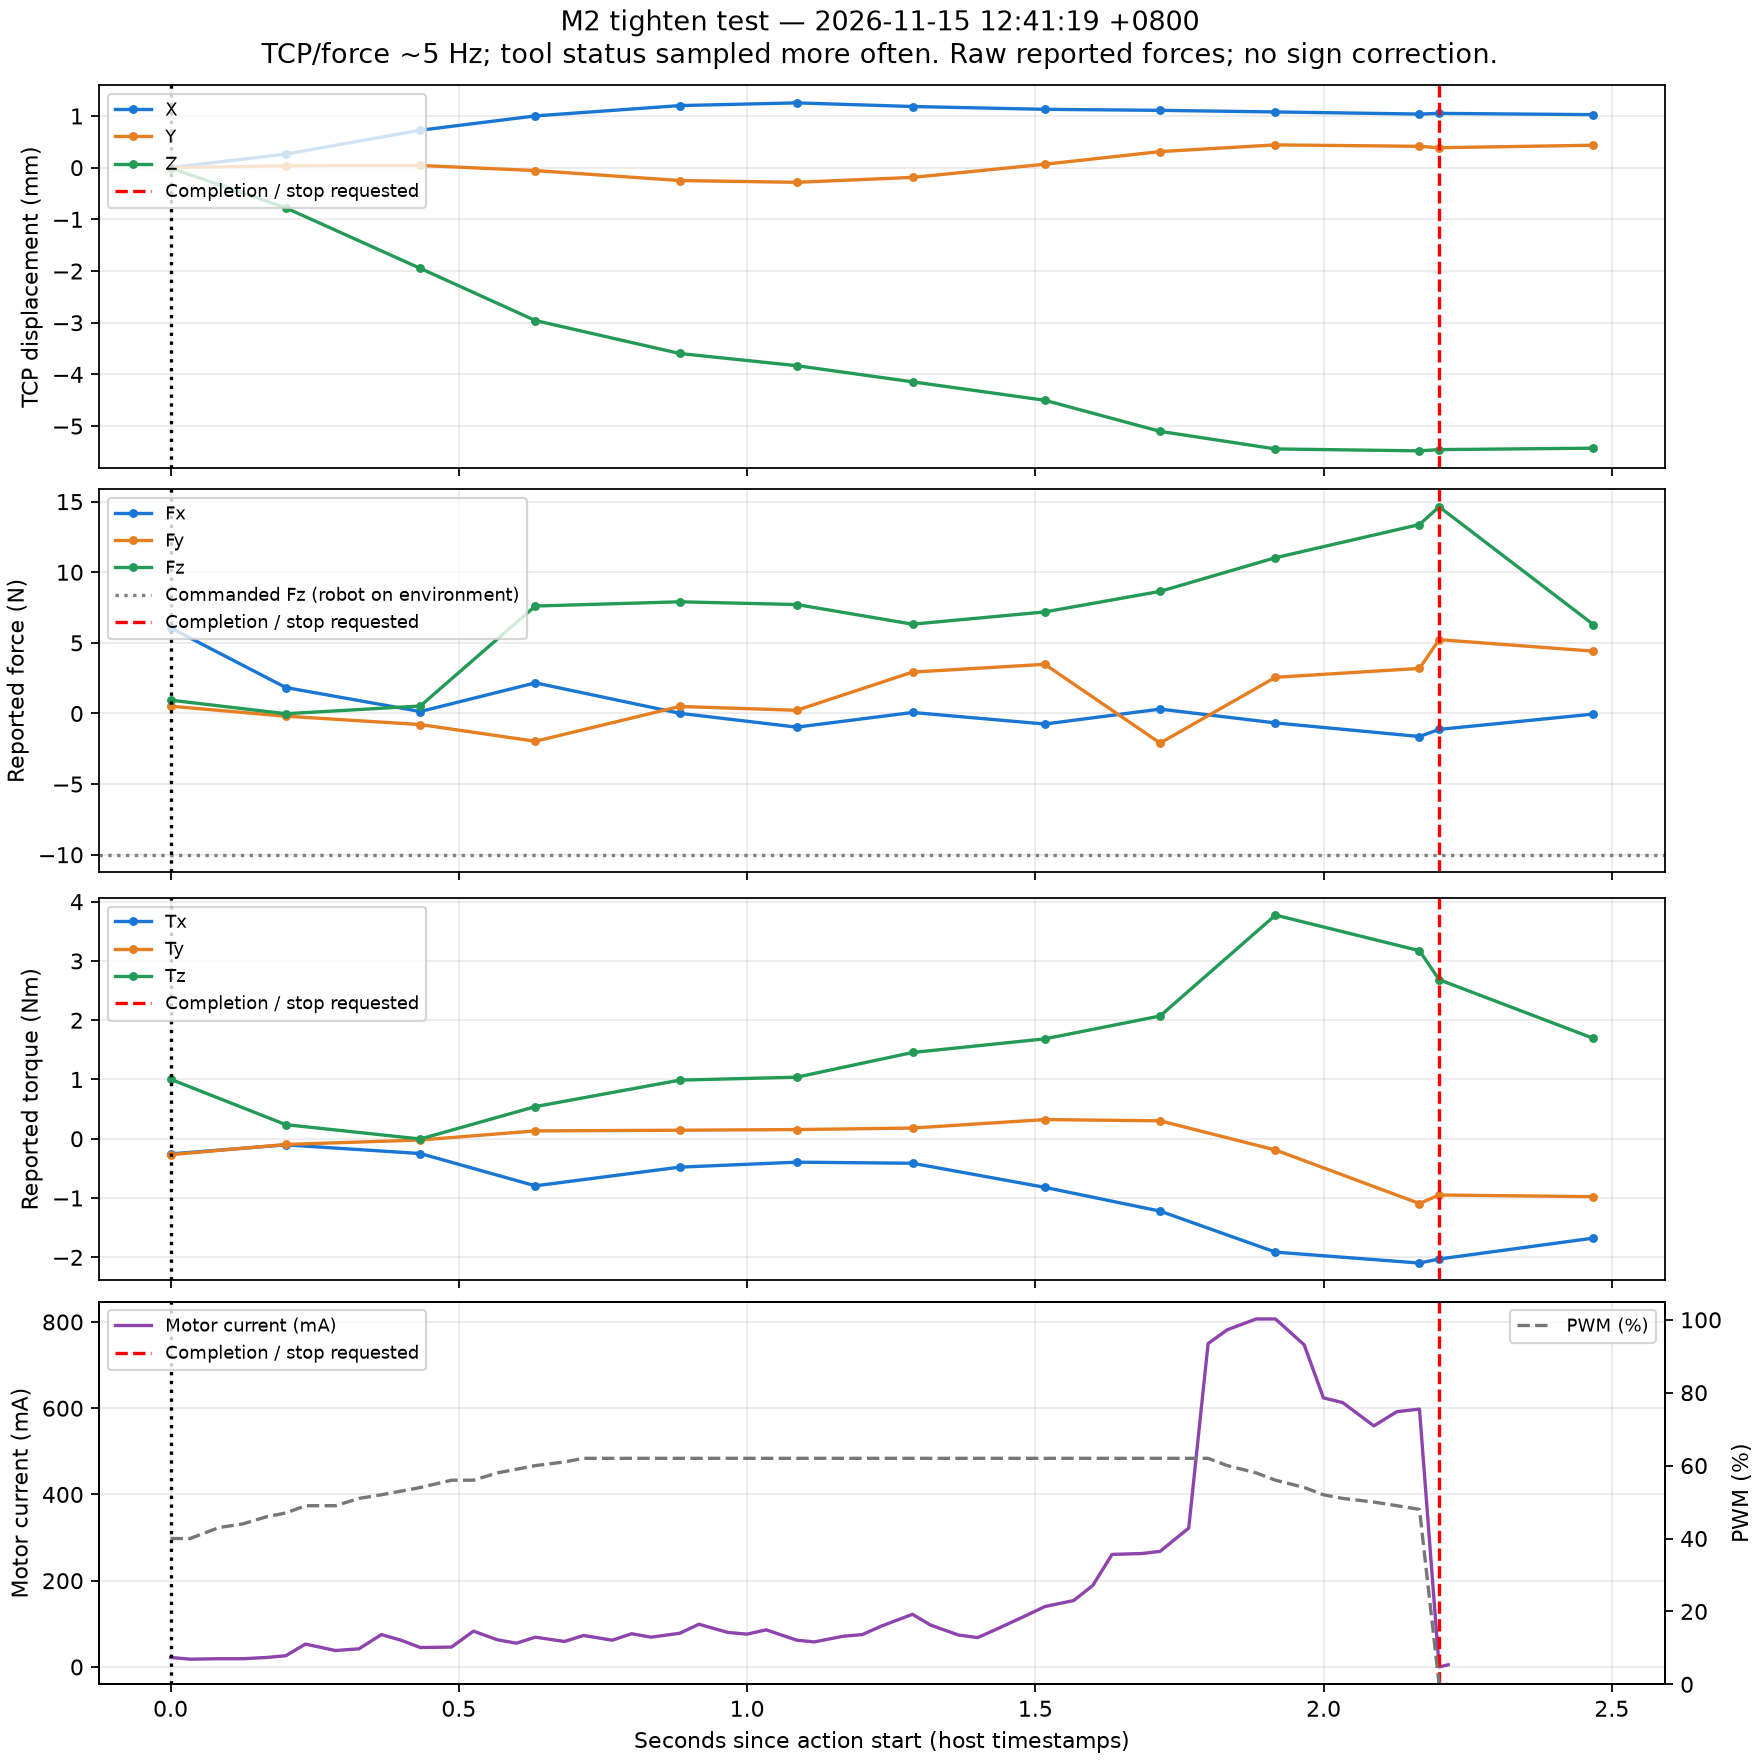 M2 tighten test — 2026-11-15 12:41:19 +0800
TCP/force ~5 Hz; tool status sampled more often. Raw reported forces; no sign correction.
TCP displacement (mm)
1
0
−1
−2
−3
−4
−5
X
Y
Z
Completion / stop requested
Reported force (N)
15
10
5
0
−5
−10
Fx
Fy
Fz
Commanded Fz (robot on environment)
Completion / stop requested
Reported torque (Nm)
4
3
2
1
0
−1
−2
Tx
Ty
Tz
Completion / stop requested
Motor current (mA)
800
600
400
200
0
Motor current (mA)
Completion / stop requested
PWM (%)
100
80
60
40
20
0
PWM (%)
0.0 0.5 1.0 1.5 2.0 2.5
Seconds since action start (host timestamps)